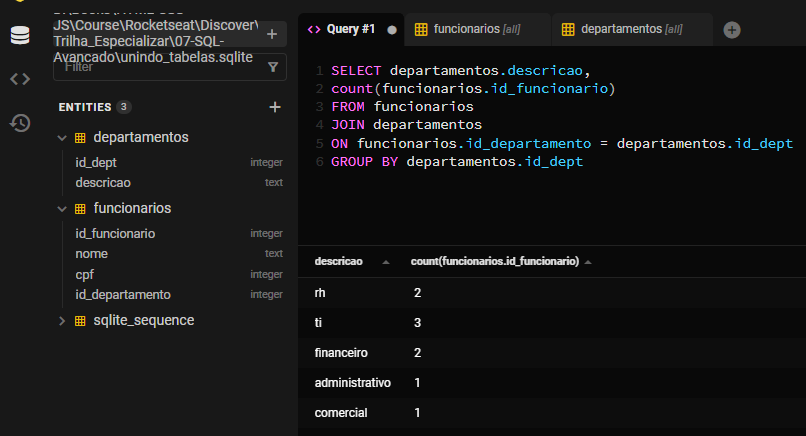 JS\Course\Rocketseat\Discover\
Trilha_Especializar\07-SQL-
Avancado\unindo_tabelas.sqlite
Filter
ENTITIES 3
departamentos
id_dept integer
descricao text
funcionarios
id_funcionario integer
nome text
cpf integer
id_departamento integer
sqlite_sequence
Query #1
funcionarios [all]
departamentos [all]
1 SELECT departamentos.descricao,
2 count(funcionarios.id_funcionario)
3 FROM funcionarios
4 JOIN departamentos
5 ON funcionarios.id_departamento = departamentos.id_dept
6 GROUP BY departamentos.id_dept
descricao count(funcionarios.id_funcionario)
rh 2
ti 3
financeiro 2
administrativo 1
comercial 1